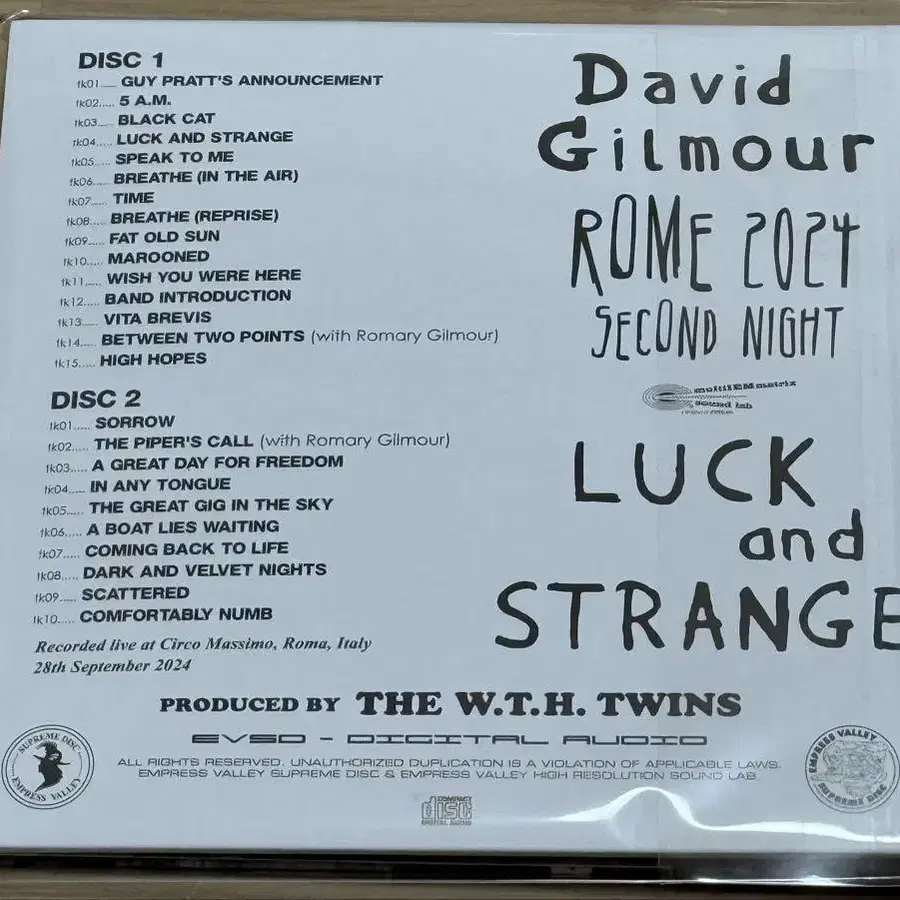 DISC 1
tk01..... GUY PRATT'S ANNOUNCEMENT
tk02..... 5 A.M.
tk03..... BLACK CAT
tk04..... LUCK AND STRANGE
tk05..... SPEAK TO ME
tk06..... BREATHE (IN THE AIR)
tk07..... TIME
tk08..... BREATHE (REPRISE)
tk09..... FAT OLD SUN
tk10..... MAROONED
tk11..... WISH YOU WERE HERE
tk12..... BAND INTRODUCTION
tk13..... VITA BREVIS
tk14..... BETWEEN TWO POINTS (with Romary Gilmour)
tk15..... HIGH HOPES
DISC 2
tk01..... SORROW
tk02..... THE PIPER'S CALL (with Romary Gilmour)
tk03..... A GREAT DAY FOR FREEDOM
tk04..... IN ANY TONGUE
tk05..... THE GREAT GIG IN THE SKY
tk06..... A BOAT LIES WAITING
tk07..... COMING BACK TO LIFE
tk08..... DARK AND VELVET NIGHTS
tk09..... SCATTERED
tk10..... COMFORTABLY NUMB
Recorded live at Circo Massimo, Roma, Italy
28th September 2024
David
Gilmour
ROME 2024
SECOND NIGHT
matrix
sound lab
LUCK
and
STRANGE
PRODUCED BY THE W.T.H. TWINS
EVSD - DIGITAL AUDIO
ALL RIGHTS RESERVED. UNAUTHORIZED DUPLICATION IS A VIOLATION OF APPLICABLE LAWS.
EMPRESS VALLEY SUPREME DISC & EMPRESS VALLEY HIGH RESOLUTION SOUND LAB
SUPREME DISC
EMPRESS VALLEY
COMPACT
disc
DIGITAL AUDIO
EMPRESS VALLEY
SUPREME DISC